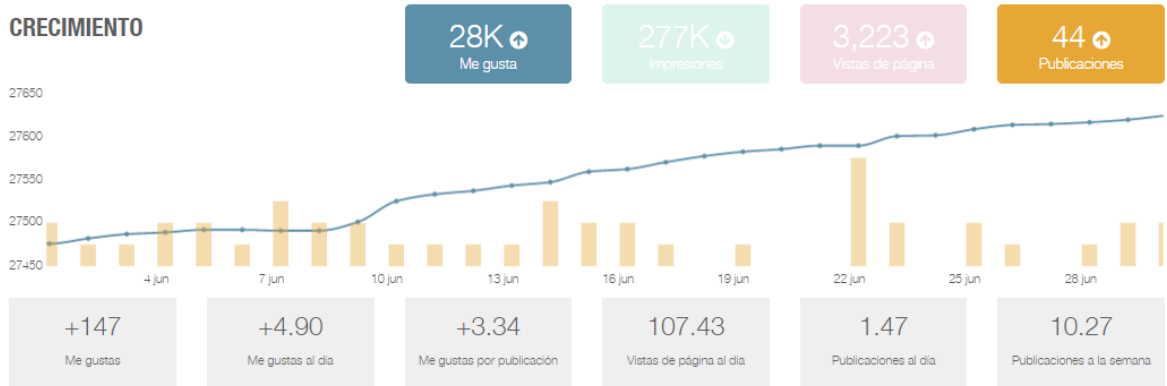 CRECIMIENTO
28K
Me gusta
277K
Impresiones
3,223
Vistas de página
44
Publicaciones
27650
27600
27550
27500
27450
4 jun
7 jun
10 jun
13 jun
16 jun
19 jun
22 jun
25 jun
28 jun
+147
Me gustas
+4.90
Me gustas al día
+3.34
Me gustas por publicación
107.43
Vistas de página al día
1.47
Publicaciones al día
10.27
Publicaciones a la semana